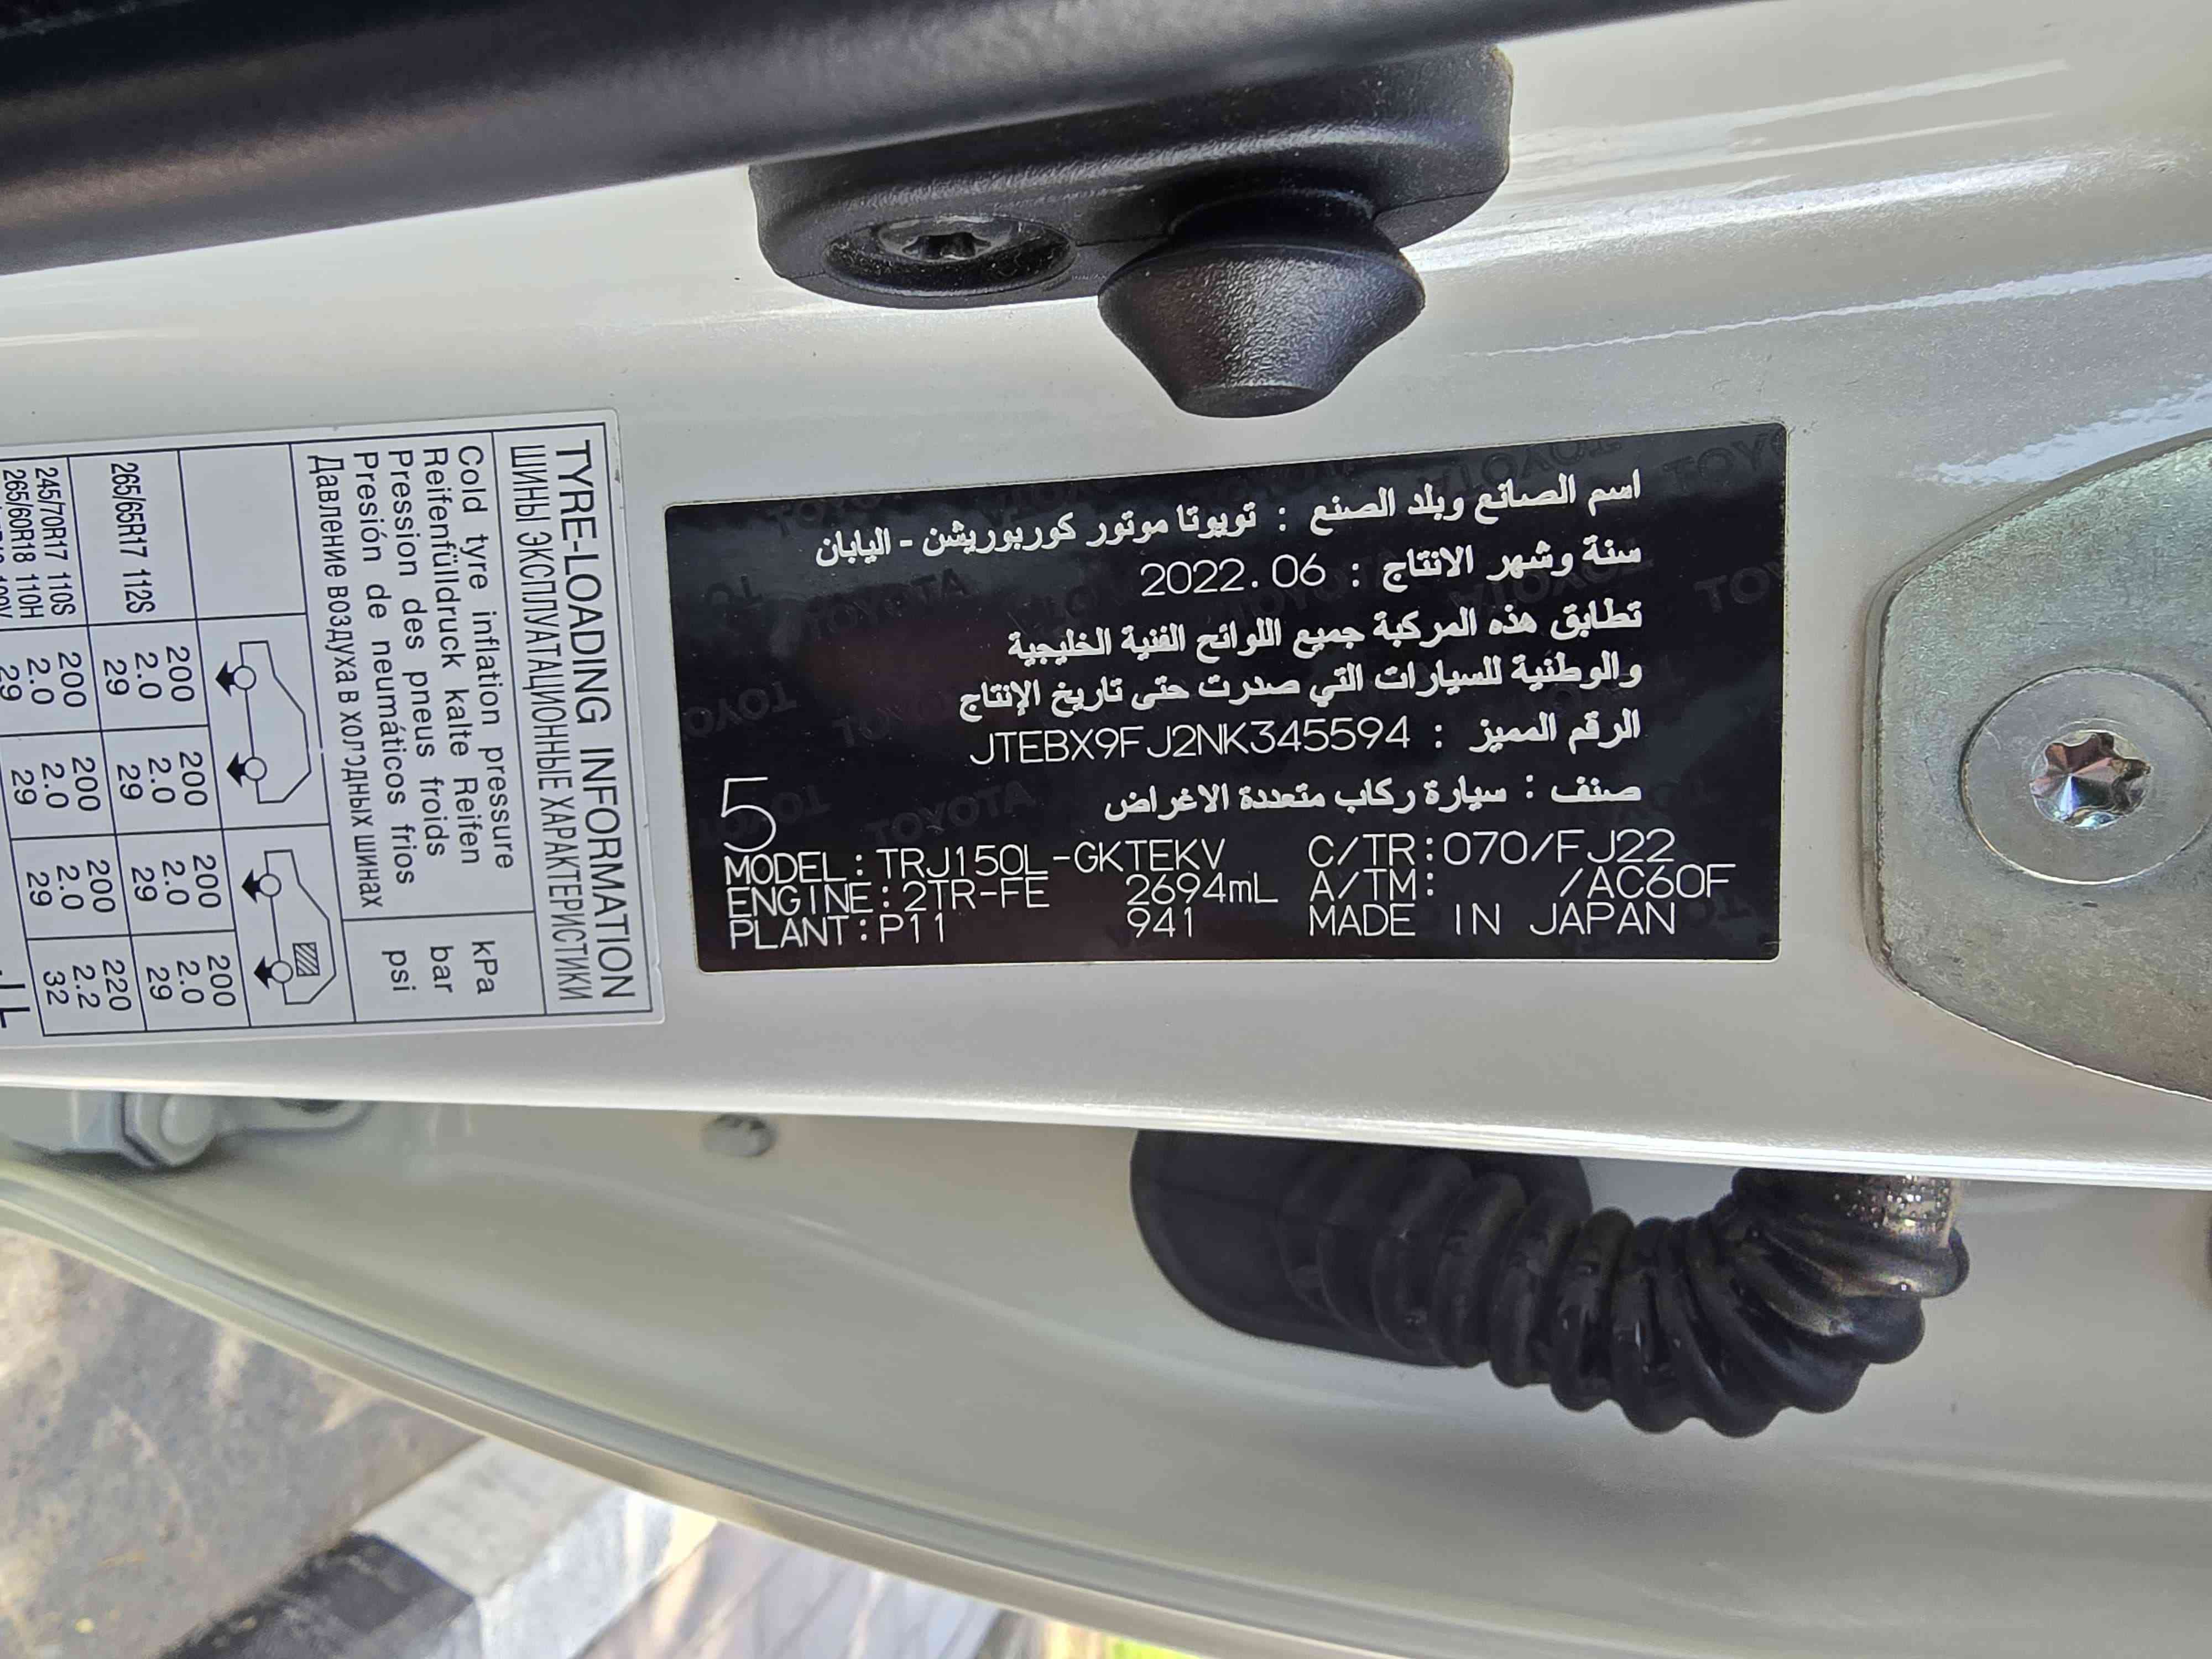 TYRE-LOADING INFORMATION
ШИНЫ ЭКСПЛУАТАЦИОННЫЕ ХАРАКТЕРИСТИКИ
Cold tyre inflation pressure kPa
Reifenfülldruck kalte Reifen bar
Pression des pneus froids psi
Presión de neumáticos frios
Давление воздуха в холодных шинах
265/65R17 112S 200 200 200 200
2.0 2.0 2.0 2.0
29 29 29 29
245/70R17 110S 200 200 200 220
265/60R18 110H 2.0 2.0 2.0 2.2
29 29 29 32
اسم الصانع وبلد الصنع : تويوتا موتور كوربوريشن - اليابان
سنة وشهر الانتاج : 2022.06
تطابق هذه المركبة جميع اللوائح الفنية الخليجية
والوطنية للسيارات التي صدرت حتى تاريخ الإنتاج
الرقم المميز : JTEBX9FJ2NK345594
صنف : سيارة ركاب متعددة الاغراض
5
MODEL: TRJ150L-GKTEKV C/TR: 070/FJ22
ENGINE: 2TR-FE 2694mL A/TM: /AC60F
PLANT: P11 941 MADE IN JAPAN